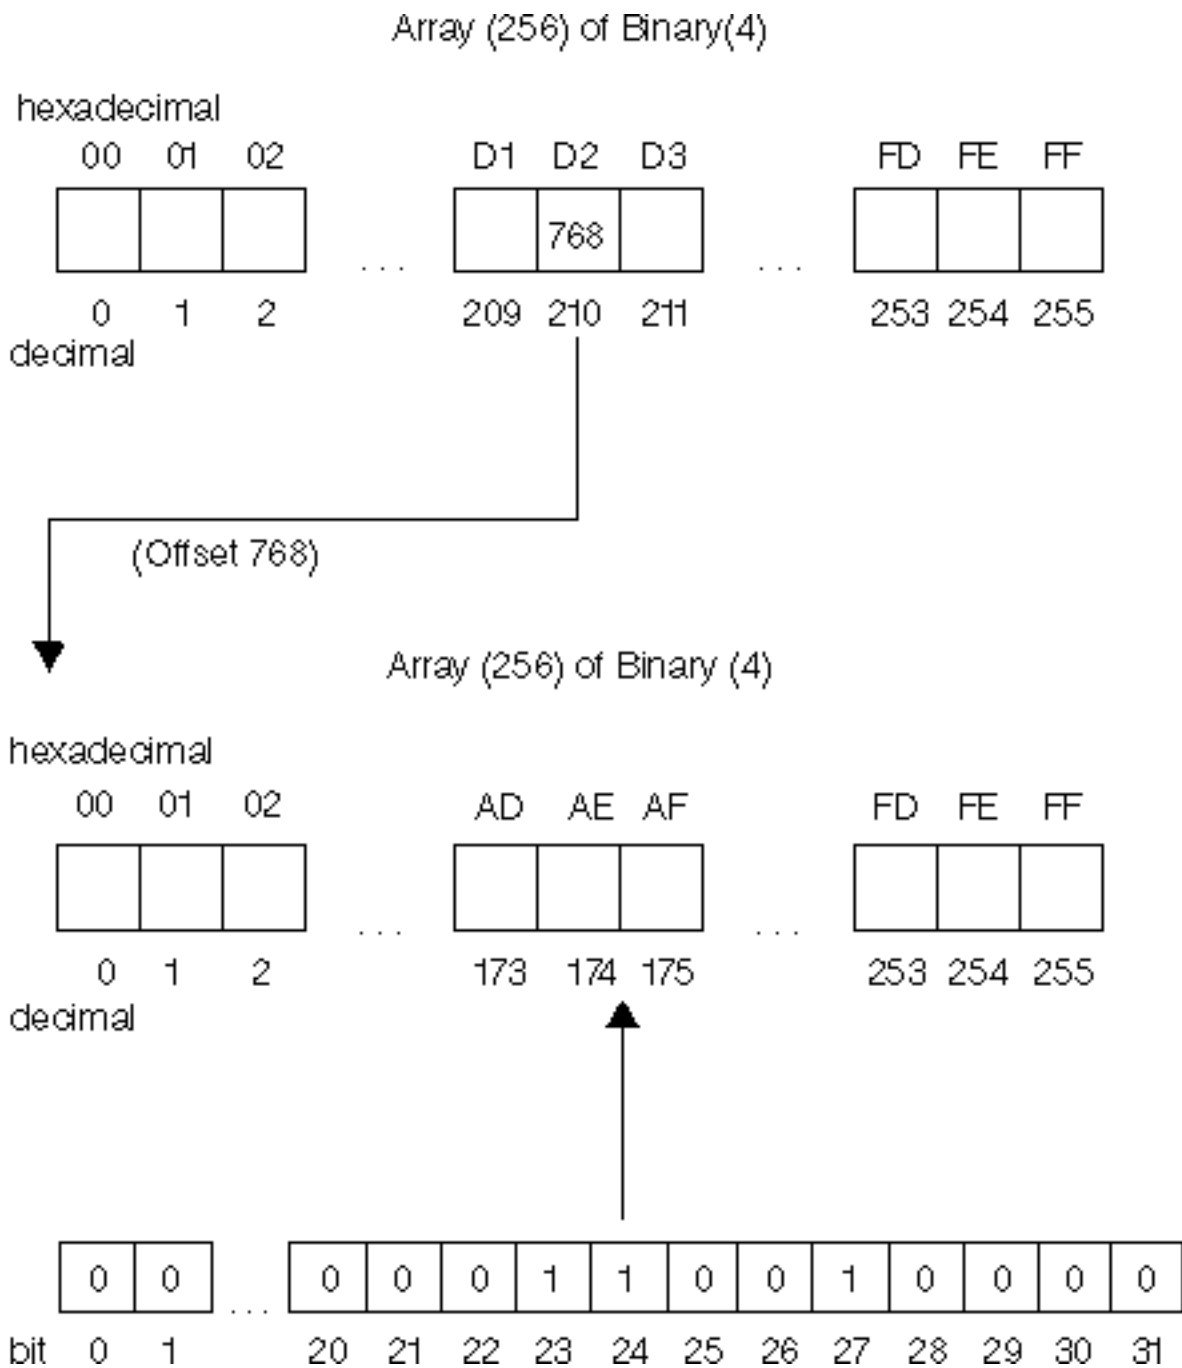 Array (256) of Binary(4)
hexadecimal
00 01 02 D1 D2 D3 FD FE FF
768
. . . . . .
0 1 2 209 210 211 253 254 255
decimal
(Offset 768)
Array (256) of Binary (4)
hexadecimal
00 01 02 AD AE AF FD FE FF
. . . . . .
0 1 2 173 174 175 253 254 255
decimal
0 0 . . . 0 0 0 1 1 0 0 1 0 0 0 0
bit 0 1 20 21 22 23 24 25 26 27 28 29 30 31